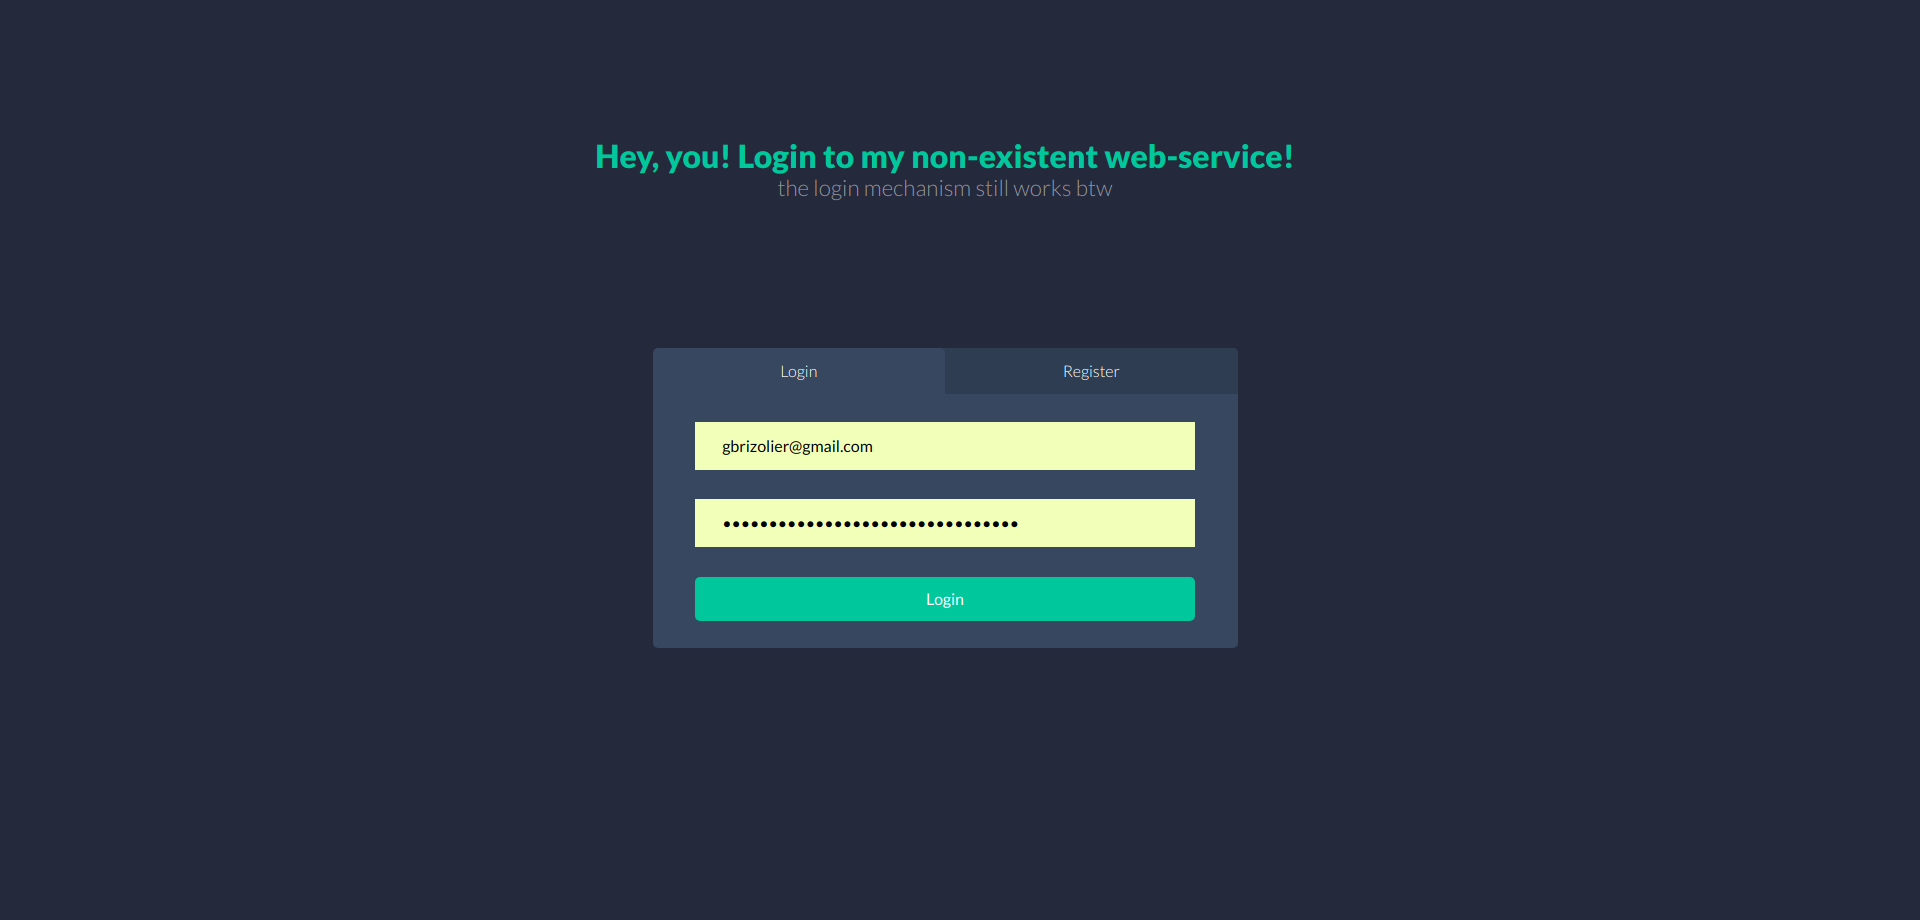 Hey, you! Login to my non-existent web-service!
the login mechanism still works btw
Login Register
gbrizolier@gmail.com
••••••••••••••••••••••••••••••••
Login